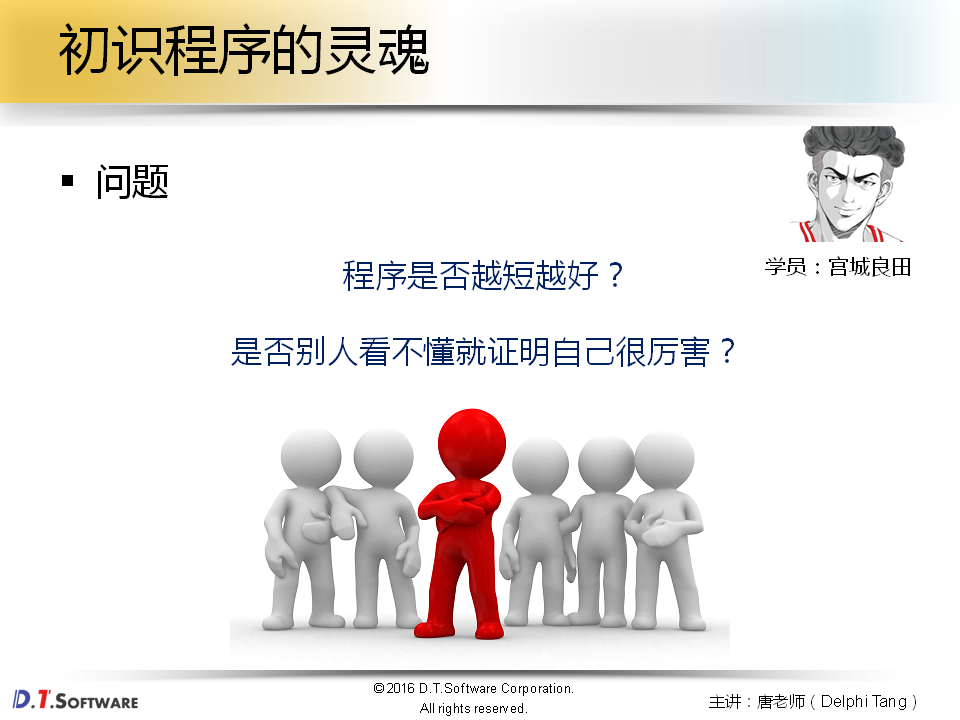 初识程序的灵魂
▪ 问题
学员：宫城良田
程序是否越短越好？
是否别人看不懂就证明自己很厉害？
D.T.SOFTWARE
©2016 D.T.Software Corporation.
All rights reserved.
主讲：唐老师（Delphi Tang）